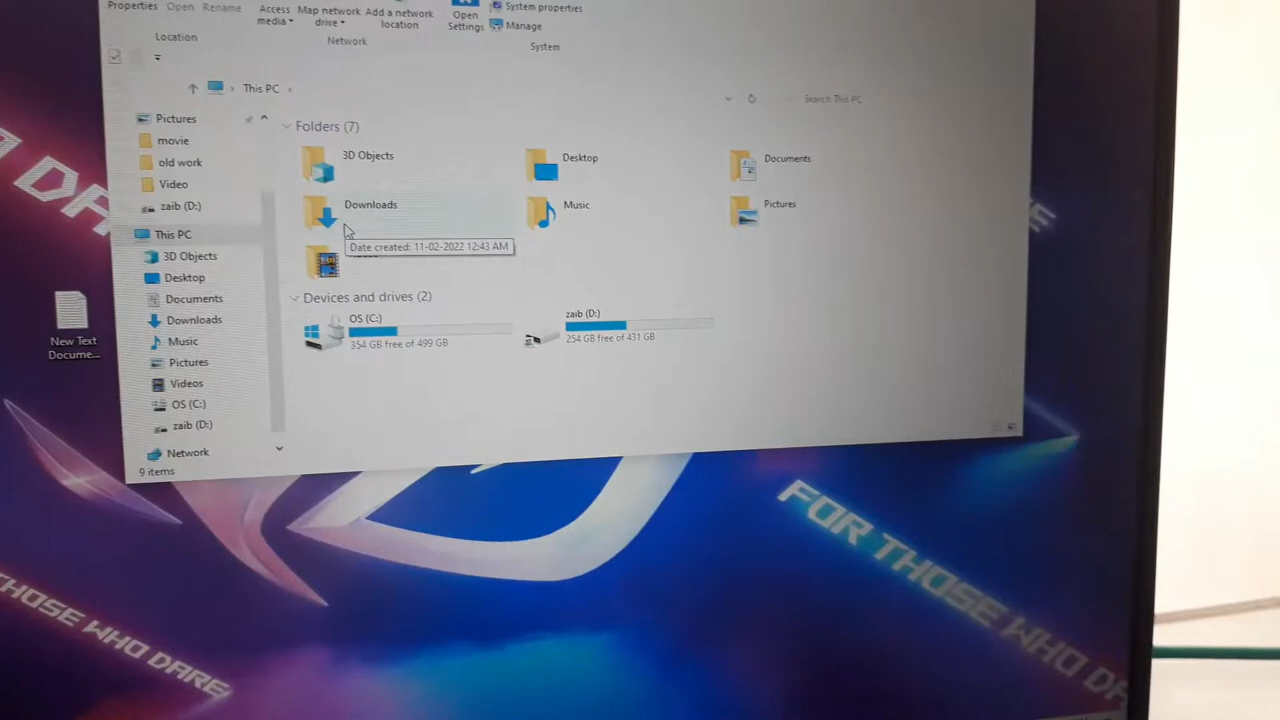 Properties Open Rename Access media Map network drive Add a network location Open Settings System properties
Manage
Location Network System
This PC Search This PC
Pictures
movie
old work
Video
zaib (D:)
This PC
3D Objects
Desktop
Documents
Downloads
Music
Pictures
Videos
OS (C:)
zaib (D:)
Network
9 items
Folders (7)
3D Objects Desktop Documents
Downloads Music Pictures
Date created: 11-02-2022 12:43 AM
Devices and drives (2)
OS (C:) zaib (D:)
354 GB free of 499 GB 254 GB free of 431 GB
New Text
Docume...
O DARE
THOSE WHO DARE
FOR THOSE WHO DA